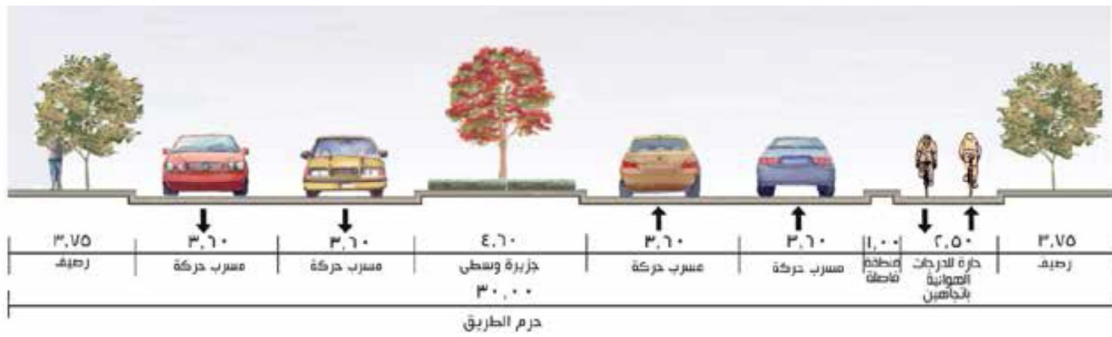 ٣,٧٥ ٣,٦٠ ٣,٦٠ ٤,٦٠ ٣,٦٠ ٣,٦٠ ١,٠٠ ٢,٥٠ ٣,٧٥
رصيف مسرب حركة مسرب حركة جزيرة وسطى مسرب حركة مسرب حركة منطقة فاصلة حارة للدرجات الهوائية باتجاهين رصيف
٣٠,٠٠
حرم الطريق